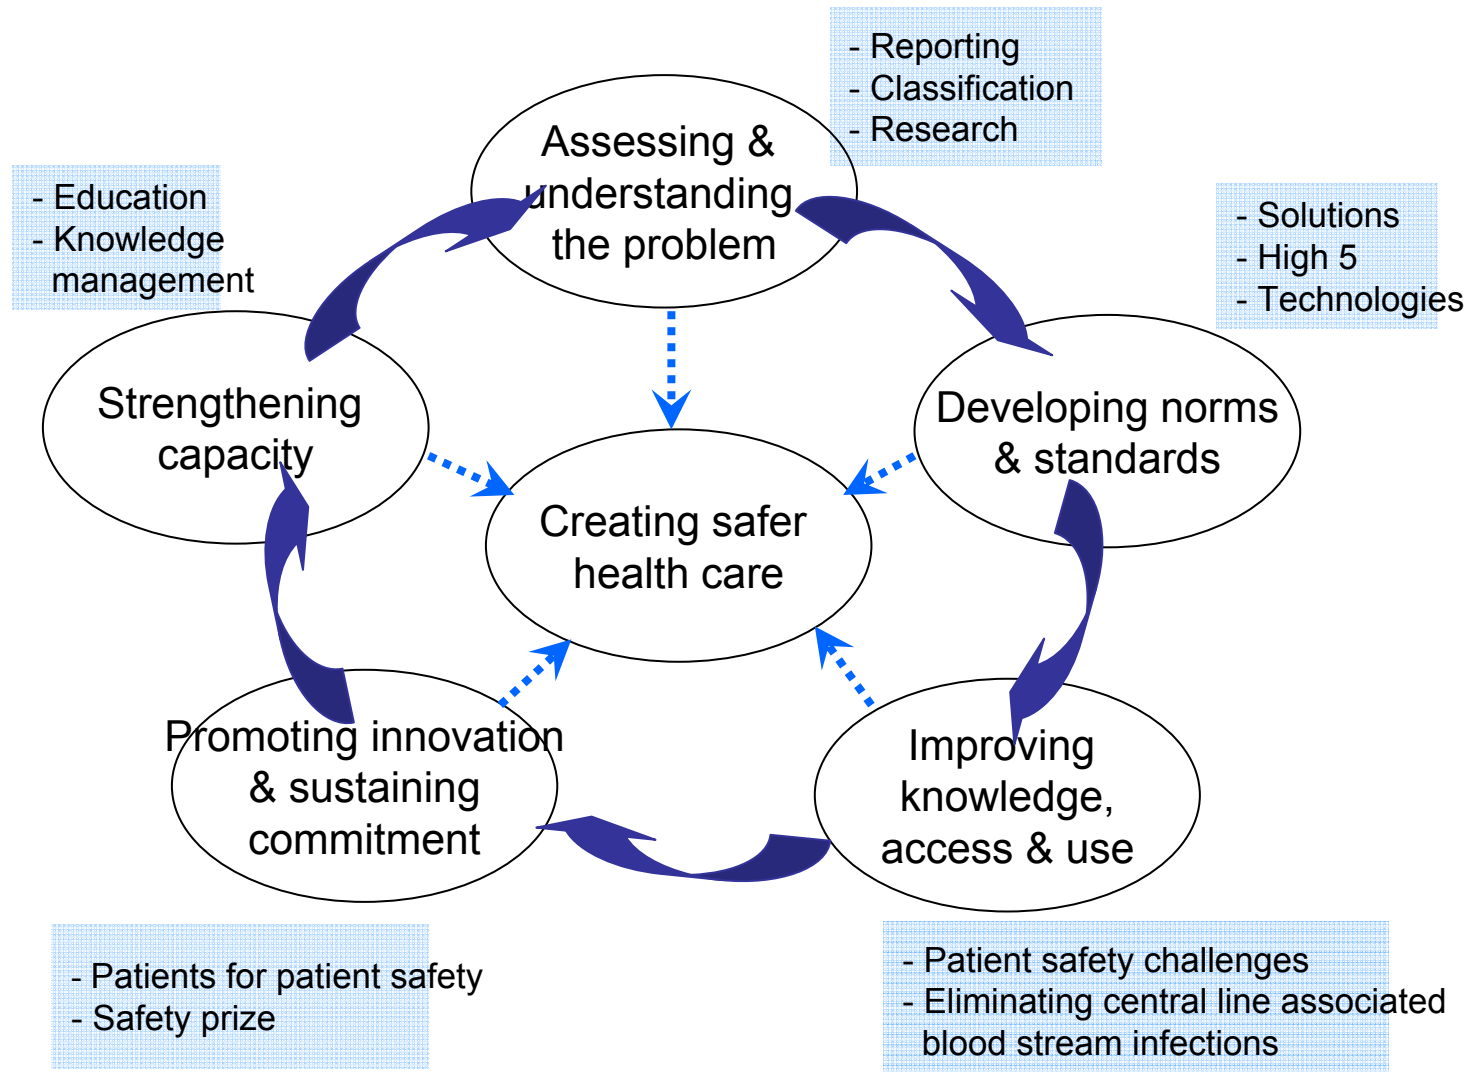 - Reporting
- Classification
- Research
Assessing &
understanding
the problem
- Education
- Knowledge
management
- Solutions
- High 5
- Technologies
Strengthening
capacity
Developing norms
& standards
Creating safer
health care
Promoting innovation
& sustaining
commitment
Improving
knowledge,
access & use
- Patients for patient safety
- Safety prize
- Patient safety challenges
- Eliminating central line associated
blood stream infections